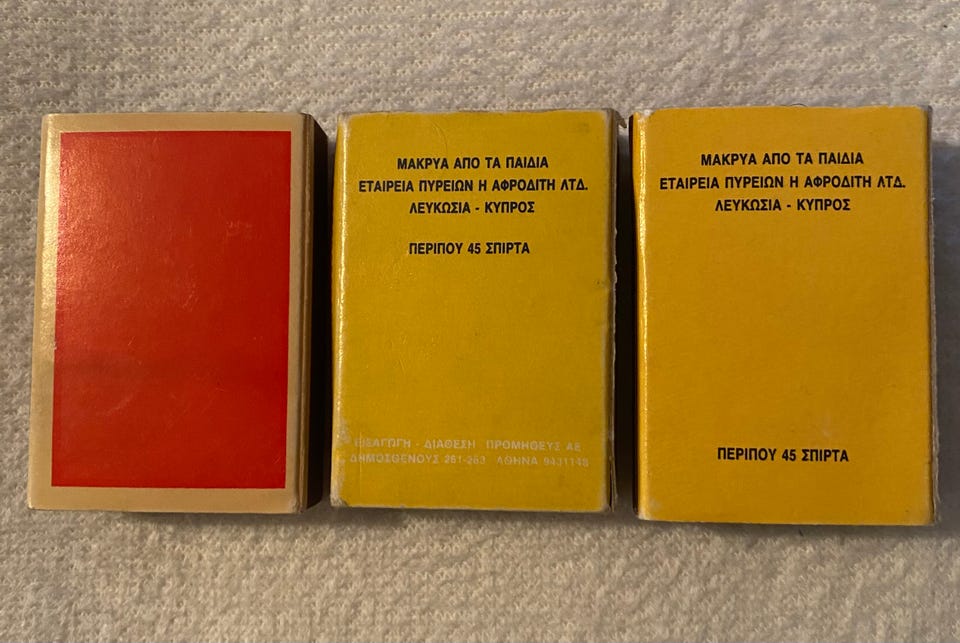 ΜΑΚΡΥΑ ΑΠΟ ΤΑ ΠΑΙΔΙΑ
ΕΤΑΙΡΕΙΑ ΠΥΡΕΙΩΝ Η ΑΦΡΟΔΙΤΗ ΛΤΔ.
ΛΕΥΚΩΣΙΑ - ΚΥΠΡΟΣ
ΠΕΡΙΠΟΥ 45 ΣΠΙΡΤΑ
ΕΙΣΑΓΩΓΗ - ΔΙΑΘΕΣΗ ΠΡΟΜΗΘΕΥΣ ΑΕ
ΔΗΜΟΣΘΕΝΟΥΣ 261-263 ΑΘΗΝΑ 9431148
ΜΑΚΡΥΑ ΑΠΟ ΤΑ ΠΑΙΔΙΑ
ΕΤΑΙΡΕΙΑ ΠΥΡΕΙΩΝ Η ΑΦΡΟΔΙΤΗ ΛΤΔ.
ΛΕΥΚΩΣΙΑ - ΚΥΠΡΟΣ
ΠΕΡΙΠΟΥ 45 ΣΠΙΡΤΑ